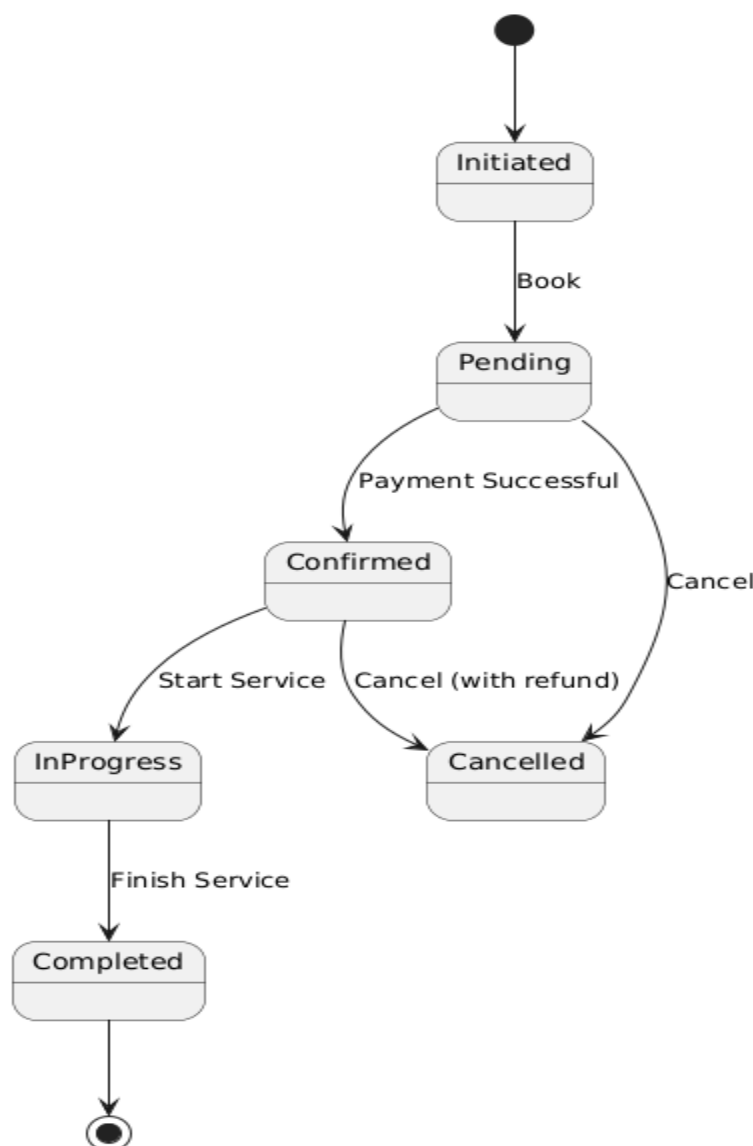 Initiated
Book
Pending
Payment Successful
Confirmed
Cancel
Start Service
Cancel (with refund)
InProgress
Cancelled
Finish Service
Completed